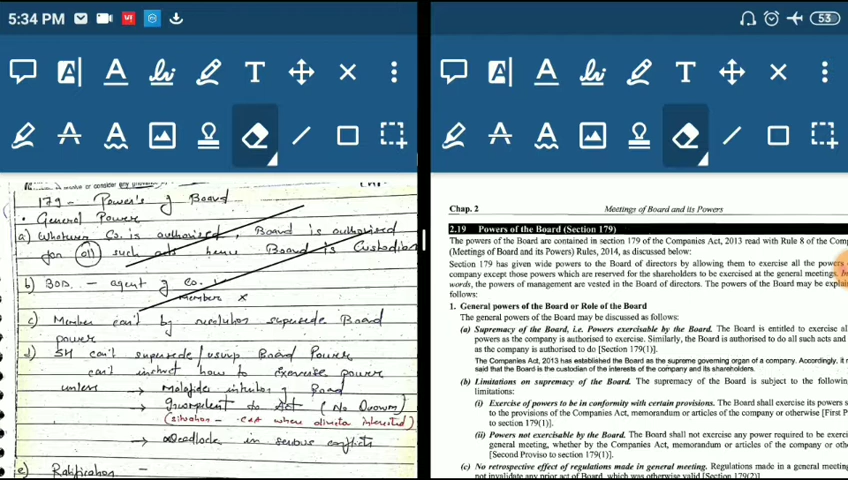 5:34 PM
53
179 - Power's of Board
• General Power
a) Whatever Co. is authorized, Board is authorised
for all such acts hence Board is Custodian
b) BOD. - agent of Co.
Member x
c) Member can't by resolution supersede Board
power
d) SH can't supersede/usurp Board Power
can't instruct how to exercise power
unless → Malafide intention of Board
→ Incompetent to Act (No Quorum)
(situation - where director interested)
→ Deadlock in serious conflicts
e) Ratification -
Chap. 2
Meetings of Board and its Powers
2.19 Powers of the Board (Section 179)
The powers of the Board are contained in section 179 of the Companies Act, 2013 read with Rule 8 of the Com
(Meetings of Board and its Powers) Rules, 2014, as discussed below:
Section 179 has given wide powers to the Board of directors by allowing them to exercise all the powers
company except those powers which are reserved for the shareholders to be exercised at the general meetings.
words, the powers of management are vested in the Board of directors. The powers of the Board may be explai
follows:
1. General powers of the Board or Role of the Board
The general powers of the Board may be discussed as follows:
(a) Supremacy of the Board, i.e. Powers exercisable by the Board. The Board is entitled to exercise al
powers as the company is authorised to exercise. Similarly, the Board is authorised to do all such acts and
as the company is authorised to do [Section 179(1)].
The Companies Act, 2013 has established the Board as the supreme governing organ of a company. Accordingly, it
said that the Board is the custodian of the interests of the company and its shareholders.
(b) Limitations on supremacy of the Board. The supremacy of the Board is subject to the following
limitations:
(i) Exercise of powers to be in conformity with certain provisions. The Board shall exercise its powers s
to the provisions of the Companies Act, memorandum or articles of the company or otherwise [First P
to section 179(1)].
(ii) Powers not exercisable by the Board. The Board shall not exercise any power required to be exerci
general meeting, whether by the Companies Act, memorandum or articles of the company or othe
[Second Proviso to section 179(1)].
(c) No retrospective effect of regulations made in general meeting. Regulations made in a general meeting
not invalidate any prior act of Board, which was otherwise valid [Section 179(2)]